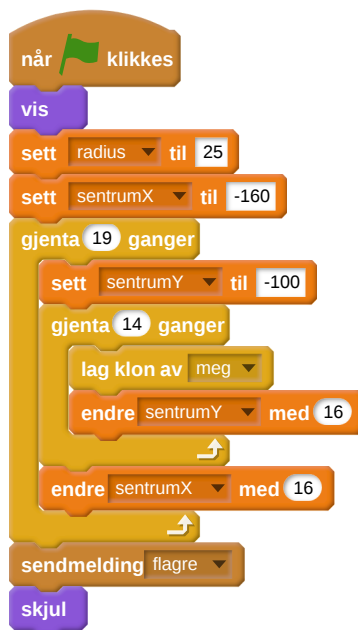 når klikkes
vis
sett radius til 25
sett sentrumX til -160
gjenta 19 ganger
sett sentrumY til -100
gjenta 14 ganger
lag klon av meg
endre sentrumY med 16
endre sentrumX med 16
sendmelding flagre
skjul